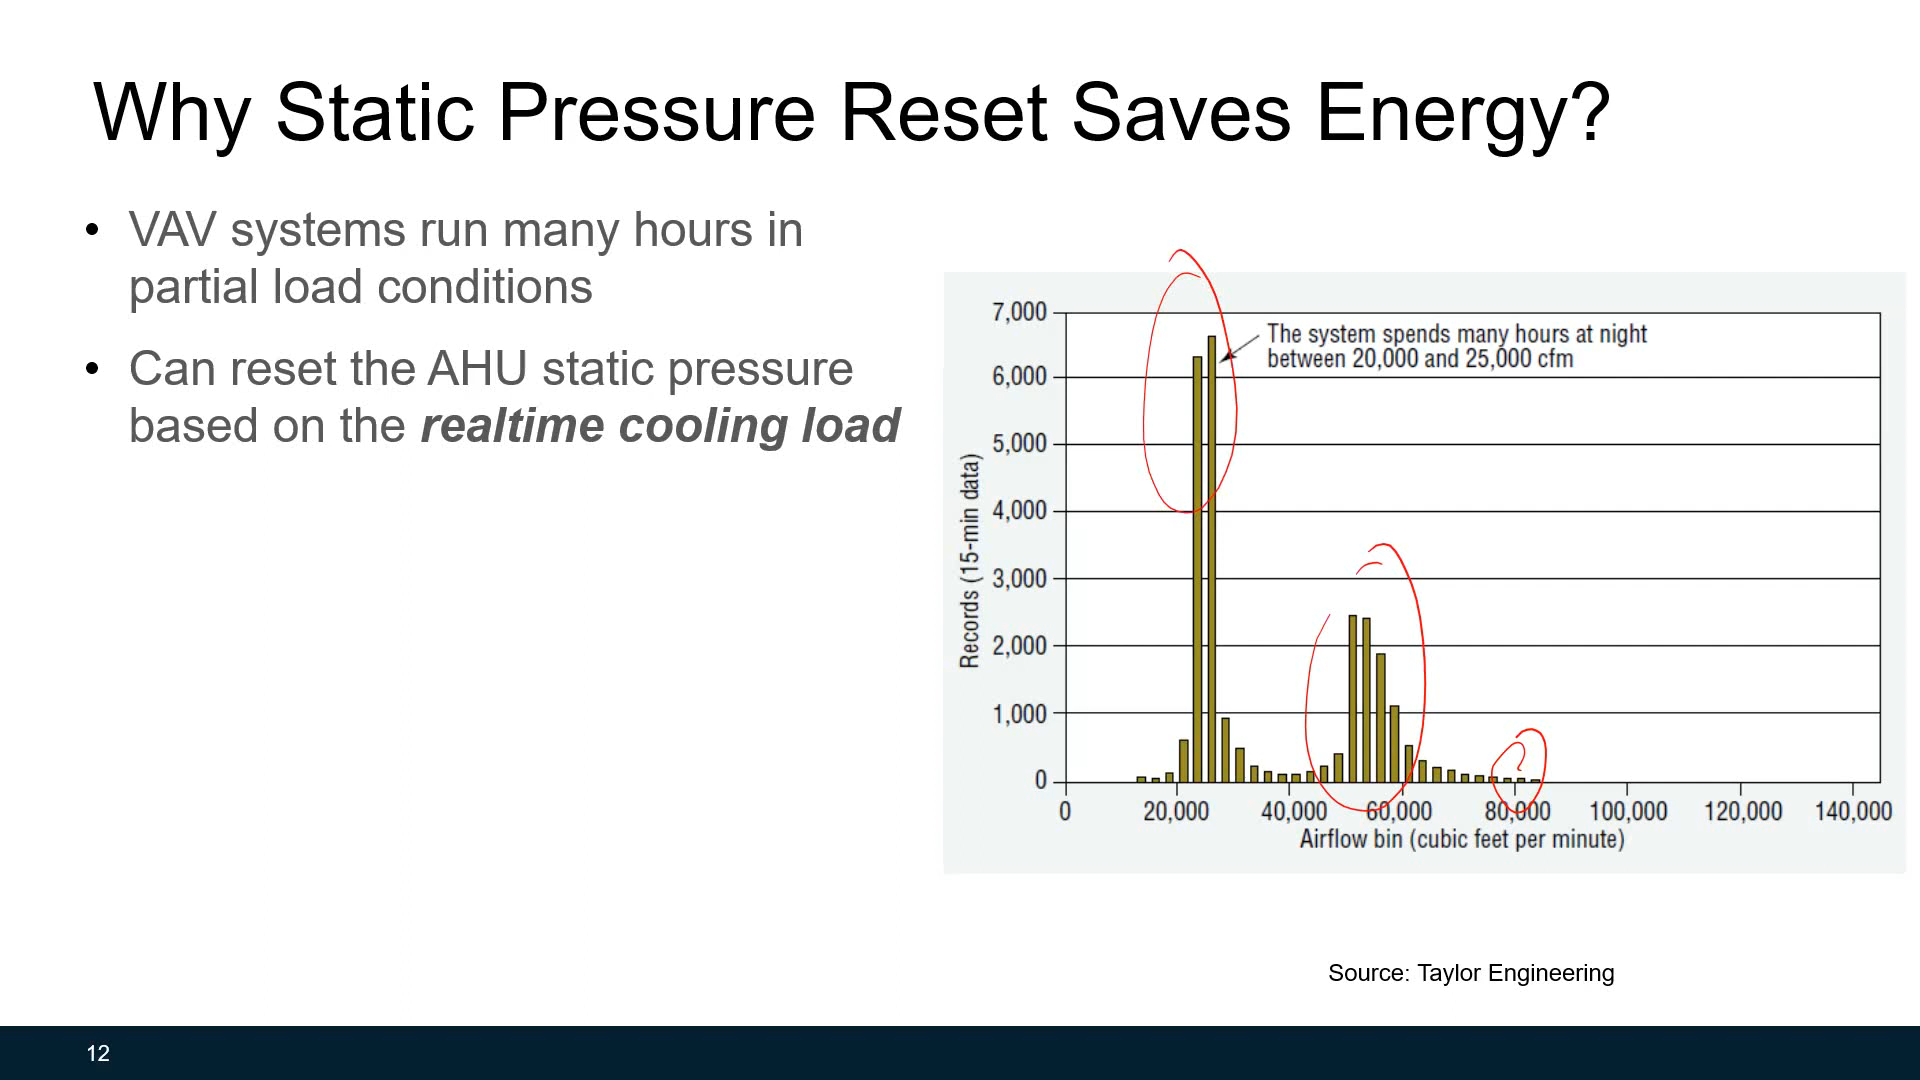 Why Static Pressure Reset Saves Energy?
• VAV systems run many hours in
partial load conditions
• Can reset the AHU static pressure
based on the realtime cooling load
7,000
6,000
5,000
4,000
3,000
2,000
1,000
0
Records (15-min data)
The system spends many hours at night
between 20,000 and 25,000 cfm
0 20,000 40,000 60,000 80,000 100,000 120,000 140,000
Airflow bin (cubic feet per minute)
Source: Taylor Engineering
12